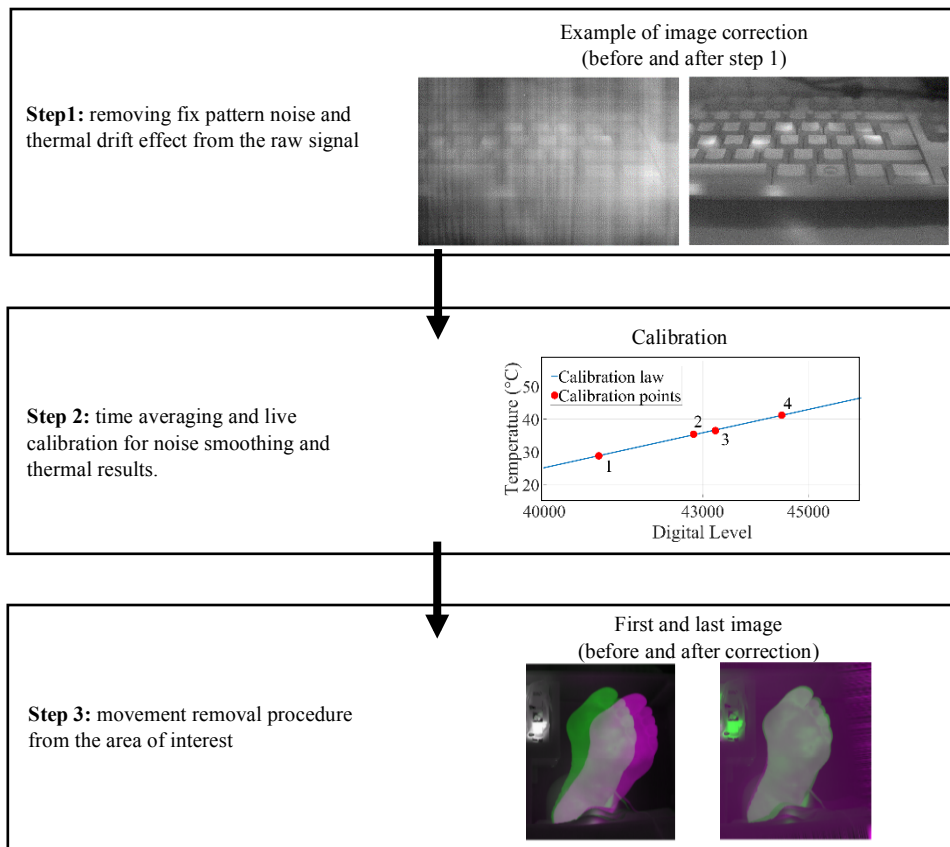 Example of image correction
(before and after step 1)
Step1: removing fix pattern noise and
thermal drift effect from the raw signal
Calibration
Step 2: time averaging and live
calibration for noise smoothing and
thermal results.
Temperature (°C)
50
40
30
20
Calibration law
Calibration points
1
2
3
4
40000
43000
45000
Digital Level
First and last image
(before and after correction)
Step 3: movement removal procedure
from the area of interest